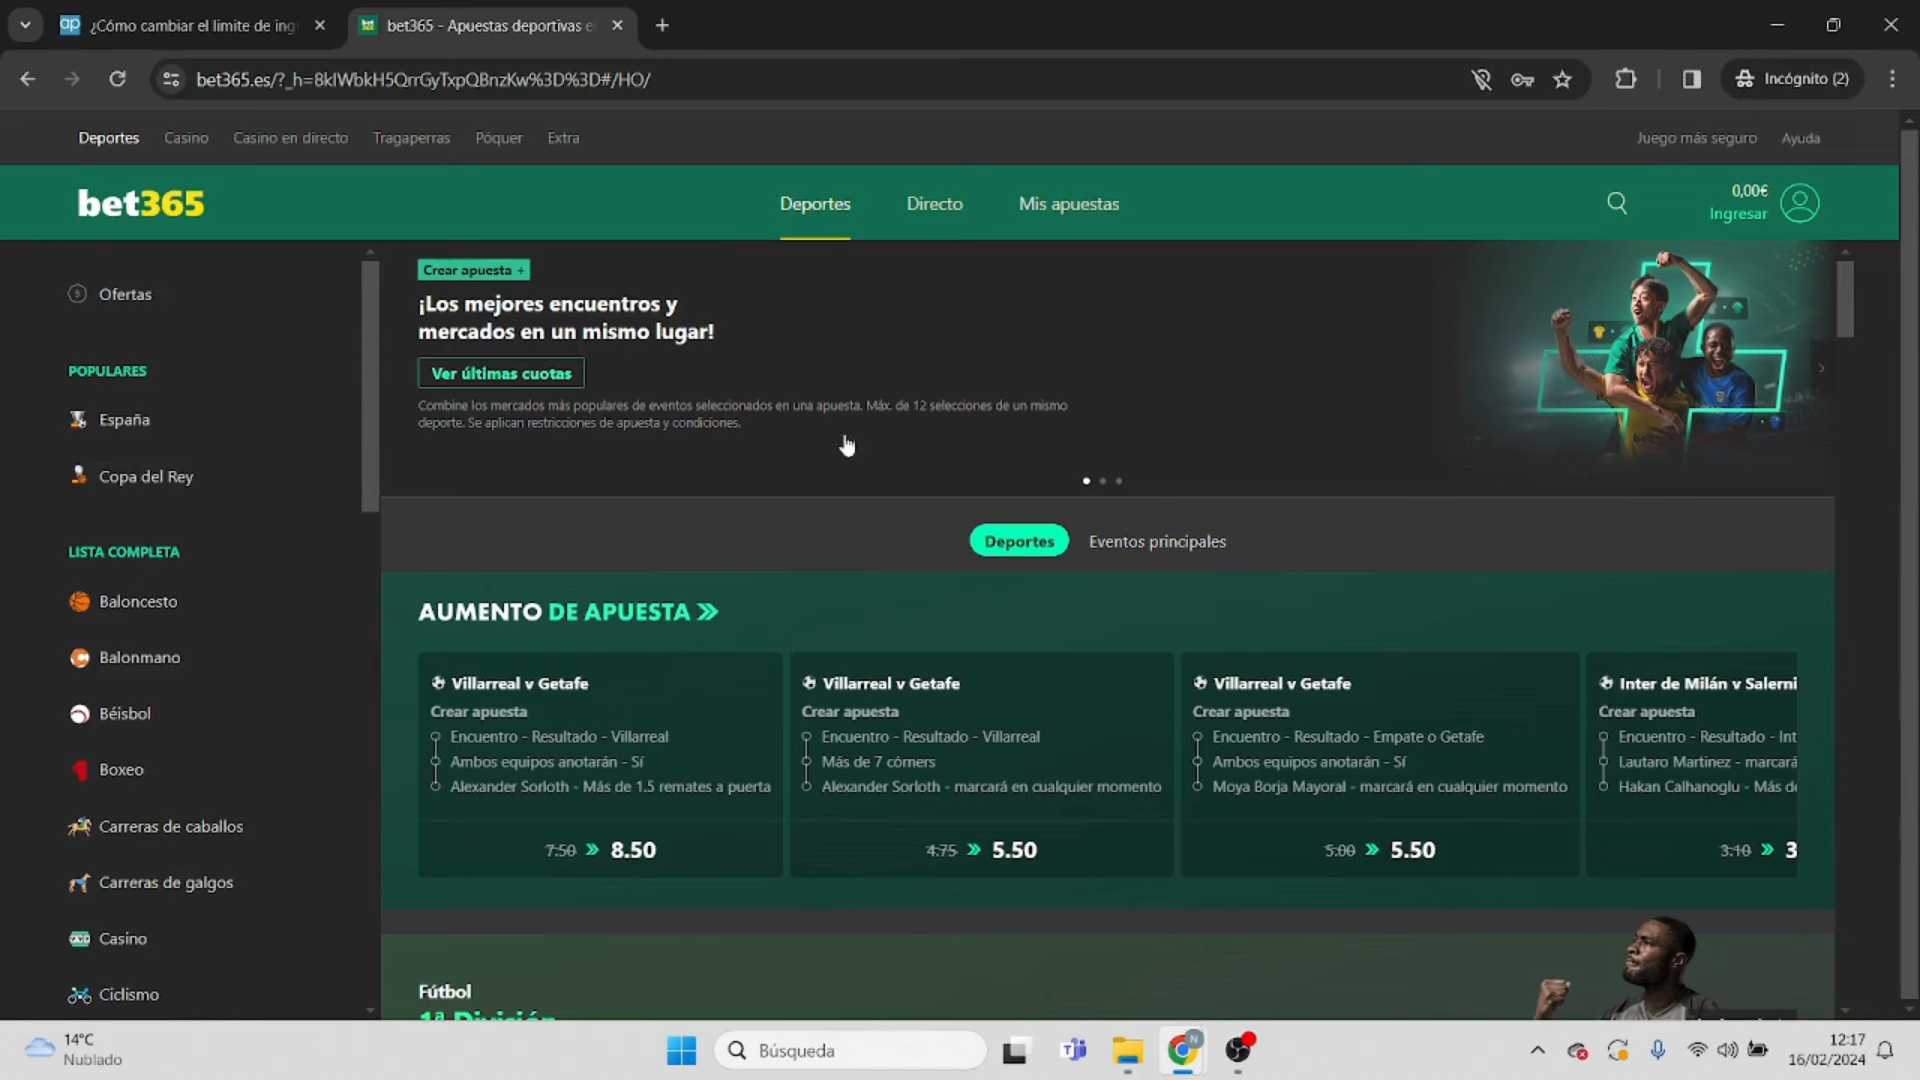 ¿Cómo cambiar el limite de ing
bet365 - Apuestas deportivas e
bet365.es/?_h=8klWbkH5QrrGyTxpQBnzKw%3D%3D#/HO/
Incógnito (2)
Deportes Casino Casino en directo Tragaperras Póquer Extra
Juego más seguro Ayuda
bet365
Deportes Directo Mis apuestas
0,00€
Ingresar
Ofertas
POPULARES
España
Copa del Rey
LISTA COMPLETA
Baloncesto
Balonmano
Béisbol
Boxeo
Carreras de caballos
Carreras de galgos
Casino
Ciclismo
Crear apuesta +
¡Los mejores encuentros y
mercados en un mismo lugar!
Ver últimas cuotas
Combine los mercados más populares de eventos seleccionados en una apuesta. Máx. de 12 selecciones de un mismo
deporte. Se aplican restricciones de apuesta y condiciones.
Deportes Eventos principales
AUMENTO DE APUESTA
Villarreal v Getafe
Crear apuesta
Encuentro - Resultado - Villarreal
Ambos equipos anotarán - Sí
Alexander Sorloth - Más de 1.5 remates a puerta
7.50 8.50
Villarreal v Getafe
Crear apuesta
Encuentro - Resultado - Villarreal
Más de 7 córners
Alexander Sorloth - marcará en cualquier momento
4.75 5.50
Villarreal v Getafe
Crear apuesta
Encuentro - Resultado - Empate o Getafe
Ambos equipos anotarán - Sí
Moya Borja Mayoral - marcará en cualquier momento
5.00 5.50
Inter de Milán v Salerni
Crear apuesta
Encuentro - Resultado - Int
Lautaro Martinez - marcará
Hakan Calhanoglu - Más de
3.10 3
Fútbol
1ª División
14°C
Nublado
Búsqueda
12:17
16/02/2024